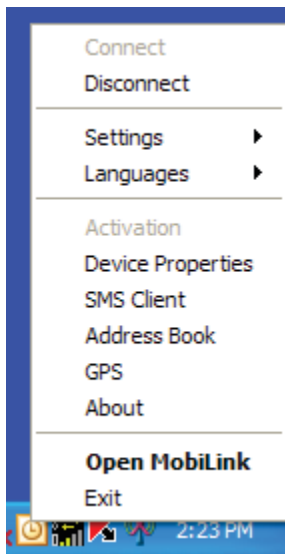 Connect
Disconnect
Settings
Languages
Activation
Device Properties
SMS Client
Address Book
GPS
About
Open MobiLink
Exit
2:23 PM